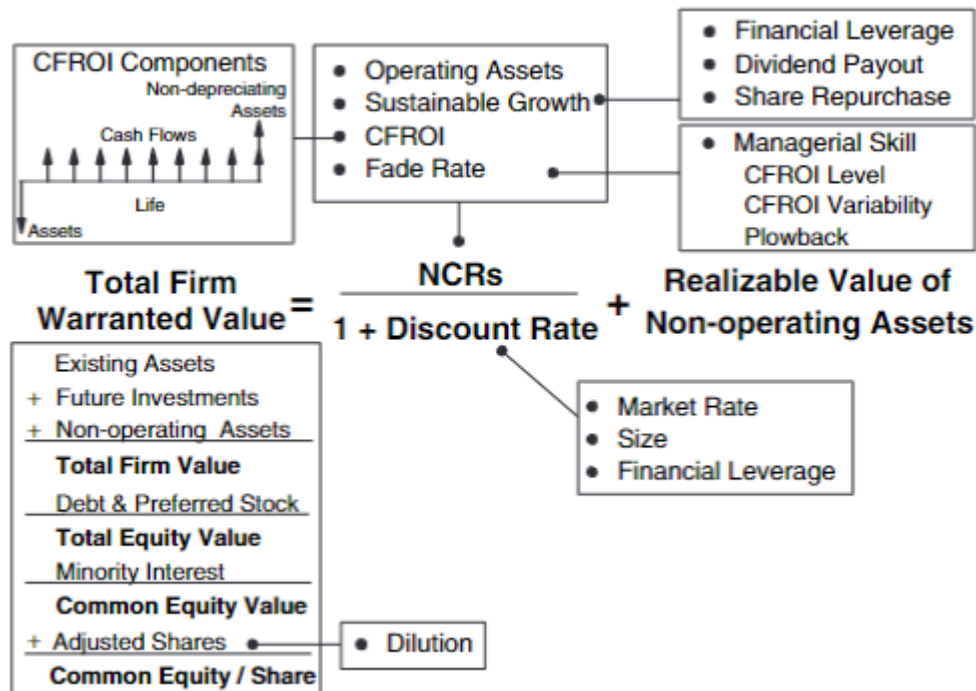 CFROI Components
Non-depreciating
Assets
Cash Flows
Life
Assets
• Operating Assets
• Sustainable Growth
• CFROI
• Fade Rate
• Financial Leverage
• Dividend Payout
• Share Repurchase
• Managerial Skill
CFROI Level
CFROI Variability
Plowback
Total Firm
Warranted Value
=
NCRs
1 + Discount Rate
+
Realizable Value of
Non-operating Assets
Existing Assets
+ Future Investments
+ Non-operating Assets
Total Firm Value
Debt & Preferred Stock
Total Equity Value
Minority Interest
Common Equity Value
+ Adjusted Shares
Common Equity / Share
• Dilution
• Market Rate
• Size
• Financial Leverage